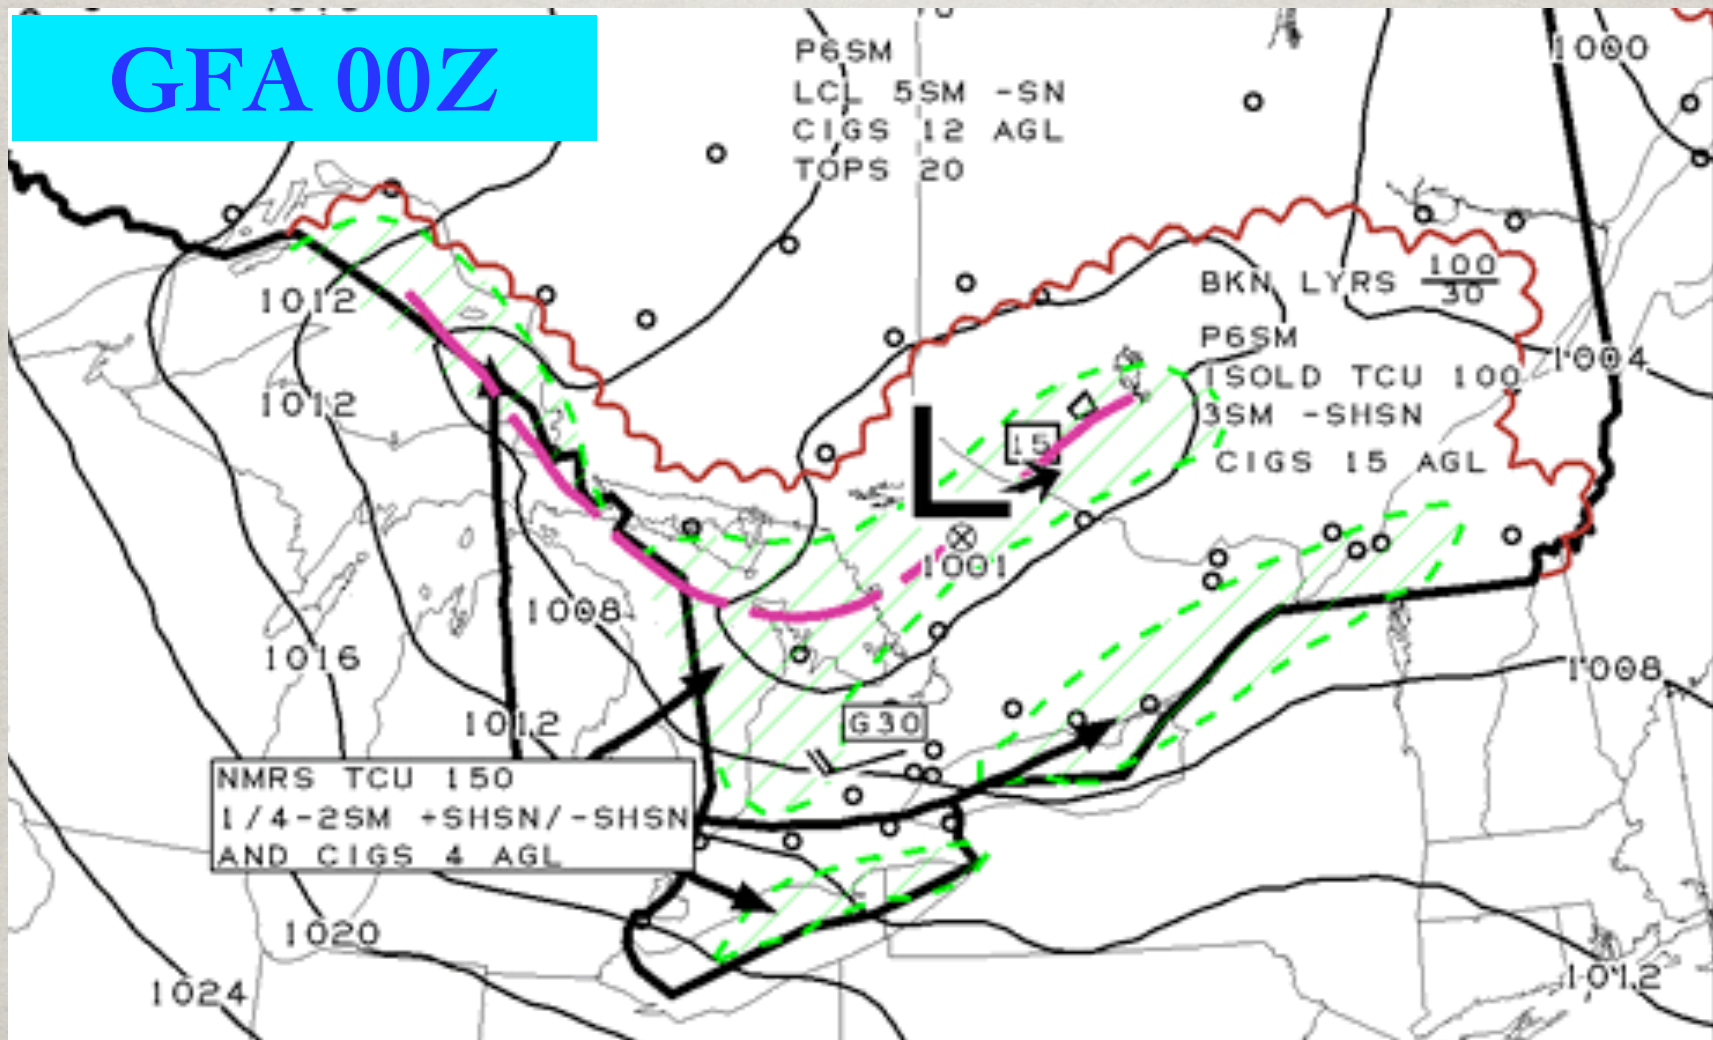 GFA 00Z
P6SM
LCL 5SM -SN
CIGS 12 AGL
TOPS 20
1000
BKN LYRS 100
30
P6SM
ISOLD TCU 100
3SM -SHSN
CIGS 15 AGL
1004
1012
1012
15
L
1001
1008
1016
1012
G30
1008
NMRS TCU 150
1/4-2SM +SHSN/-SHSN
AND CIGS 4 AGL
1020
1024
1012